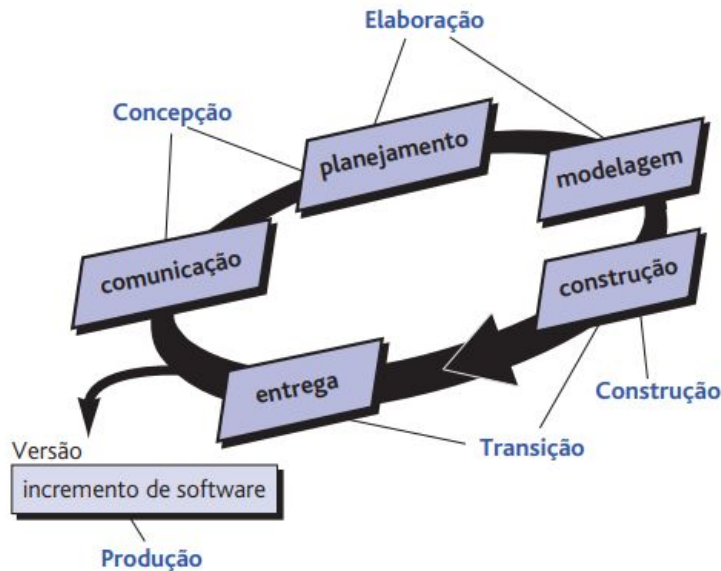 Elaboração
Concepção
planejamento
modelagem
comunicação
construção
entrega
Construção
Transição
Versão
incremento de software
Produção